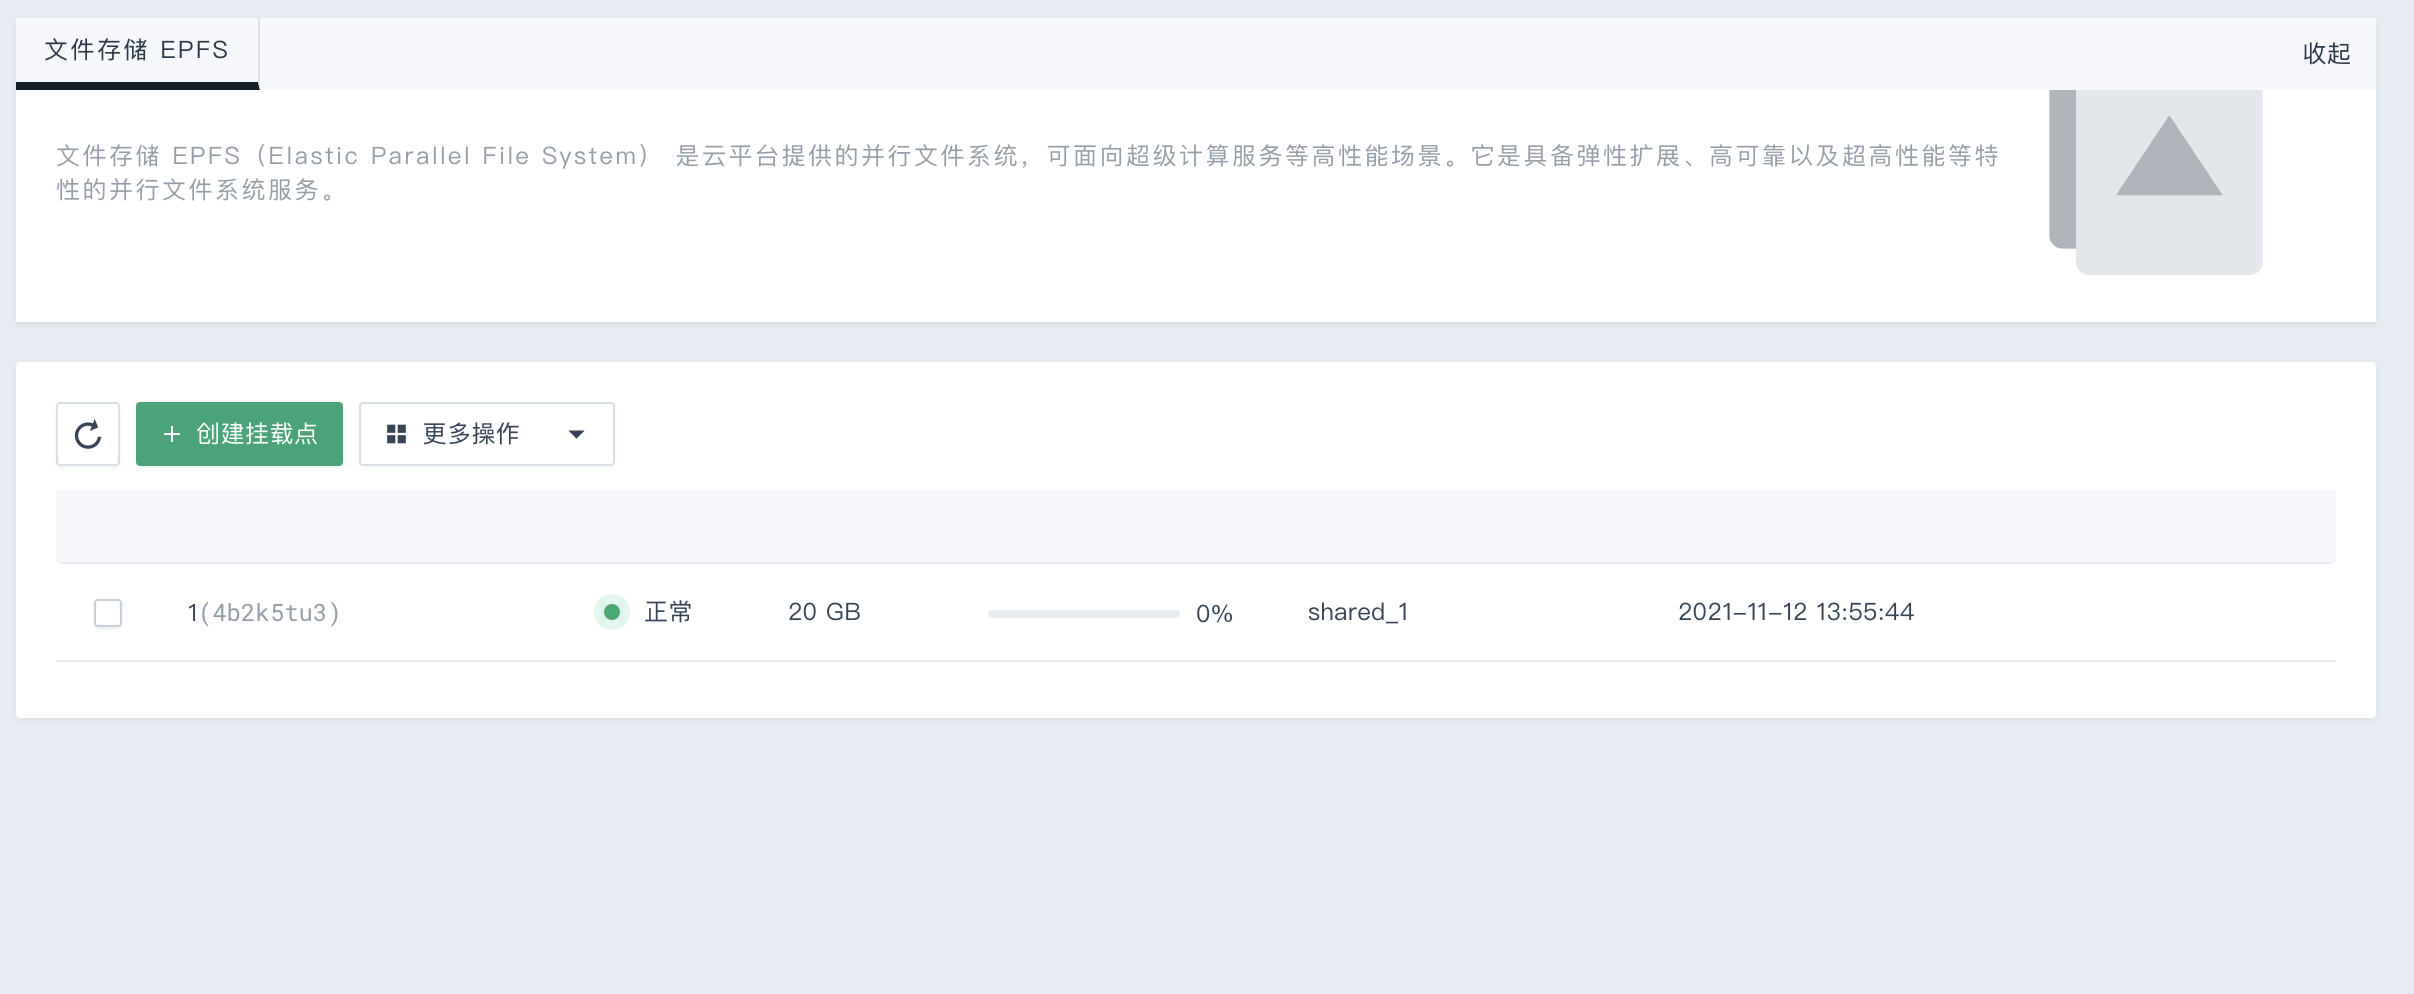 文件存储 EPFS
收起
文件存储 EPFS（Elastic Parallel File System） 是云平台提供的并行文件系统，可面向超级计算服务等高性能场景。它是具备弹性扩展、高可靠以及超高性能等特
性的并行文件系统服务。
+ 创建挂载点
更多操作
1(4b2k5tu3) 正常 20 GB 0% shared_1 2021-11-12 13:55:44